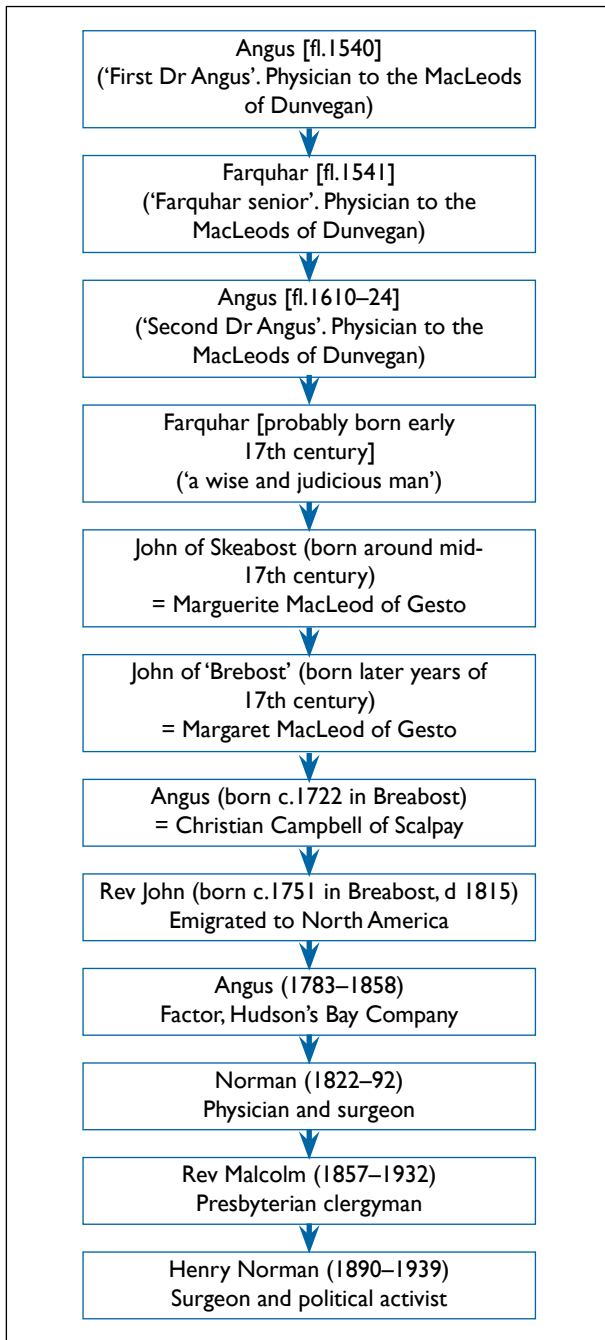 Angus [fl.1540]
(‘First Dr Angus’. Physician to the MacLeods
of Dunvegan)
Farquhar [fl.1541]
(‘Farquhar senior’. Physician to the
MacLeods of Dunvegan)
Angus [fl.1610–24]
(‘Second Dr Angus’. Physician to the
MacLeods of Dunvegan)
Farquhar [probably born early
17th century]
(‘a wise and judicious man’)
John of Skeabost (born around mid-
17th century)
= Marguerite MacLeod of Gesto
John of ‘Brebost’ (born later years of
17th century)
= Margaret MacLeod of Gesto
Angus (born c.1722 in Breabost)
= Christian Campbell of Scalpay
Rev John (born c.1751 in Breabost, d 1815)
Emigrated to North America
Angus (1783–1858)
Factor, Hudson’s Bay Company
Norman (1822–92)
Physician and surgeon
Rev Malcolm (1857–1932)
Presbyterian clergyman
Henry Norman (1890–1939)
Surgeon and political activist